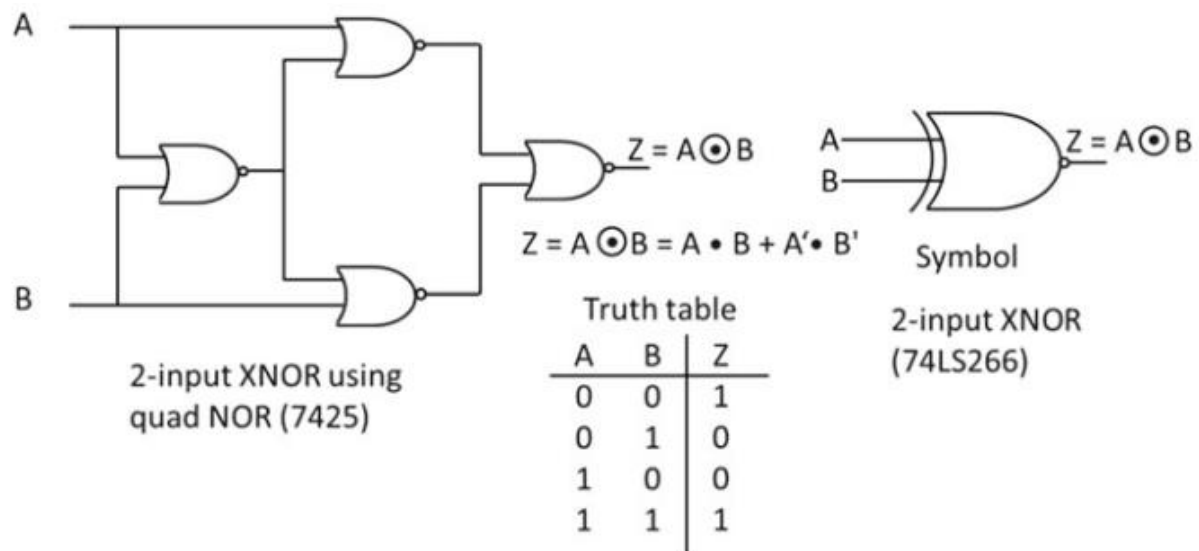 A
B
Z = A ⊙ B
Z = A ⊙ B = A • B + A‘• B'
2-input XNOR using
quad NOR (7425)
Truth table
A B Z
0 0 1
0 1 0
1 0 0
1 1 1
A
B
Z = A ⊙ B
Symbol
2-input XNOR
(74LS266)